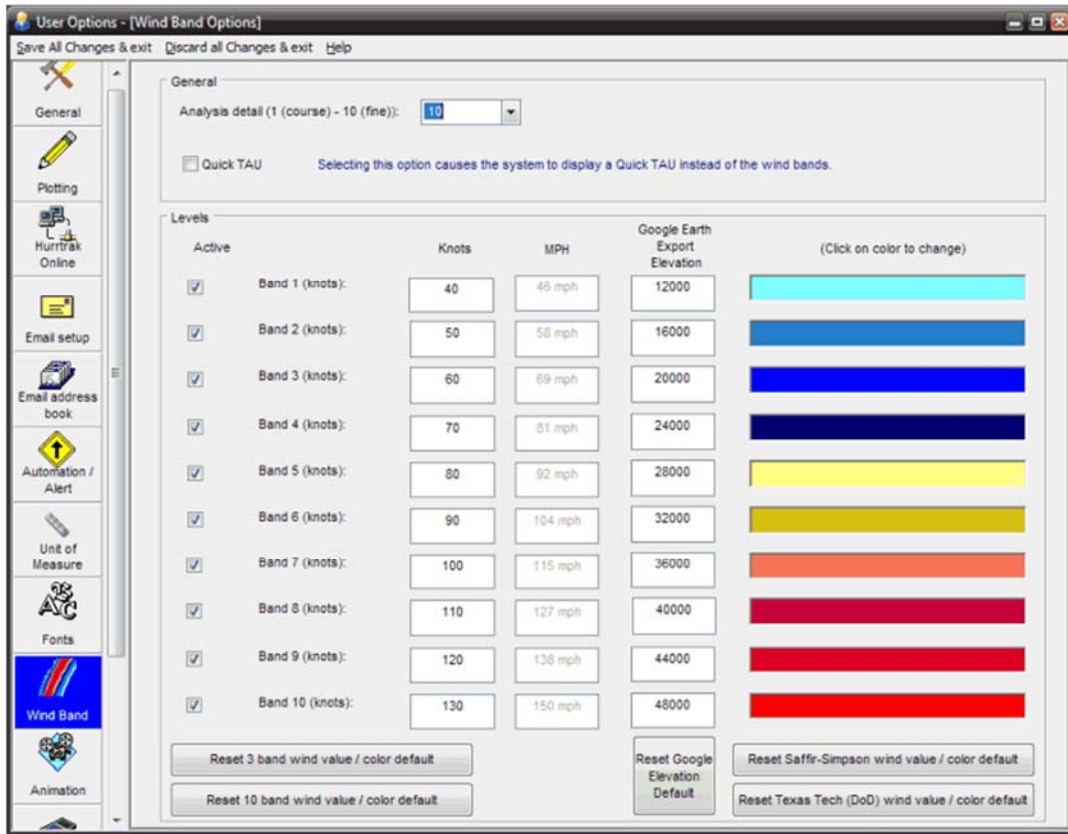 User Options - [Wind Band Options]
Save All Changes & exit Discard all Changes & exit Help
General
Plotting
Hurrtrak
Online
Email setup
Email address
book
Automation /
Alert
Unit of
Measure
Fonts
Wind Band
Animation
General
Analysis detail (1 (course) - 10 (fine)): 10
Quick TAU Selecting this option causes the system to display a Quick TAU instead of the wind bands.
Levels
Active Knots MPH Google Earth
Export
Elevation (Click on color to change)
Band 1 (knots): 40 46 mph 12000
Band 2 (knots): 50 58 mph 16000
Band 3 (knots): 60 69 mph 20000
Band 4 (knots): 70 81 mph 24000
Band 5 (knots): 80 92 mph 28000
Band 6 (knots): 90 104 mph 32000
Band 7 (knots): 100 115 mph 36000
Band 8 (knots): 110 127 mph 40000
Band 9 (knots): 120 138 mph 44000
Band 10 (knots): 130 150 mph 48000
Reset 3 band wind value / color default
Reset 10 band wind value / color default
Reset Google
Elevation
Default
Reset Saffir-Simpson wind value / color default
Reset Texas Tech (DoD) wind value / color default